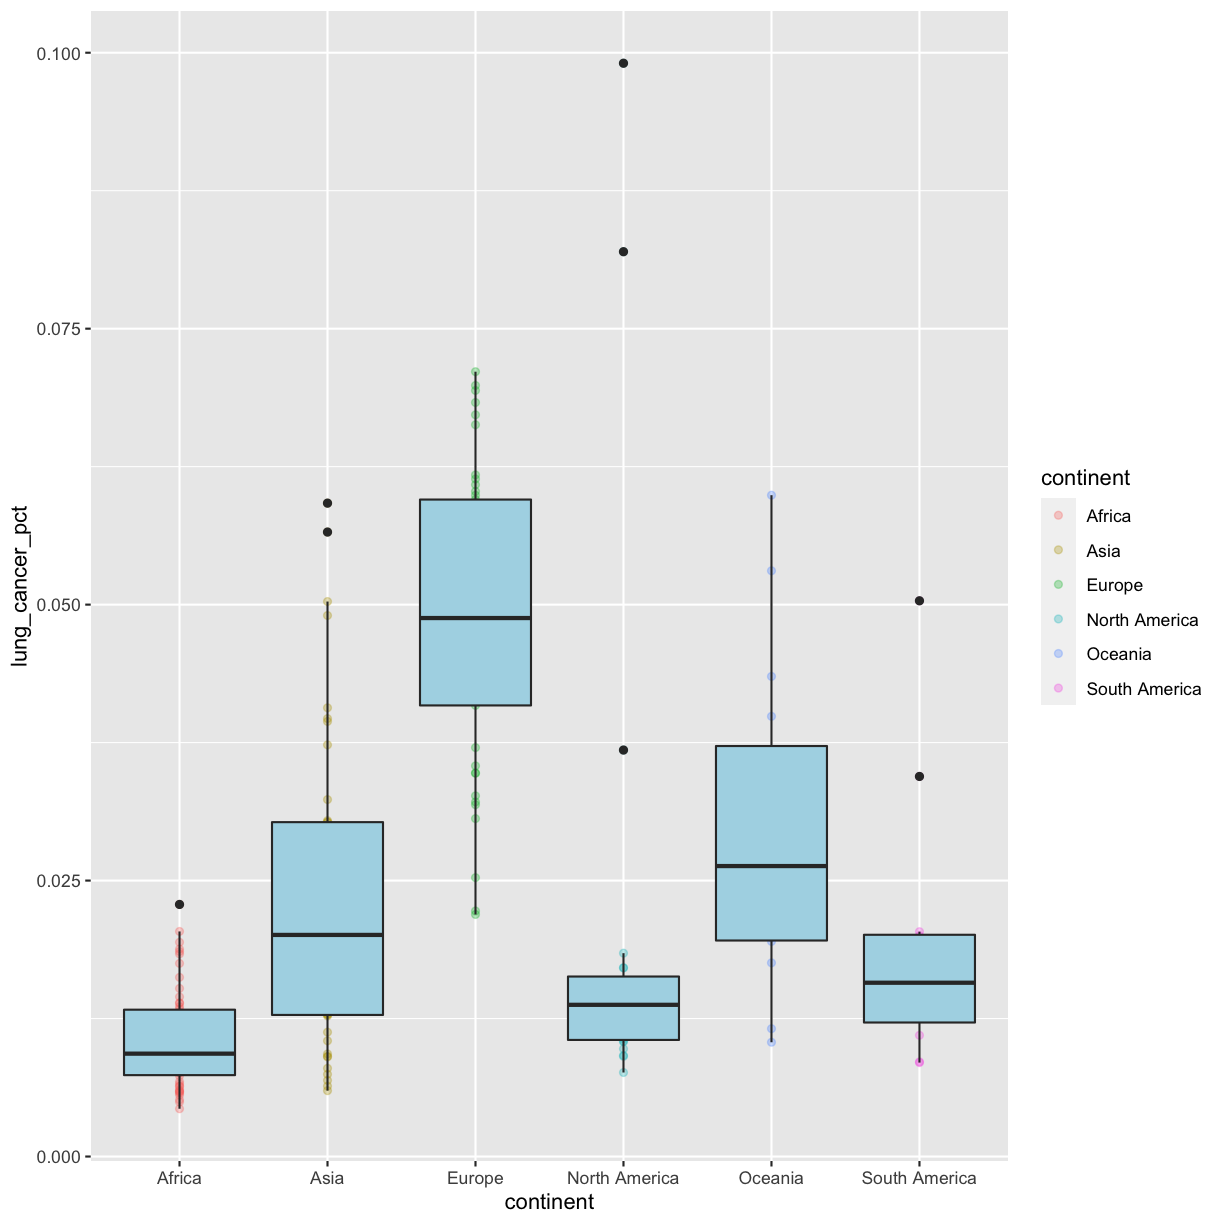 0.100
0.075
0.050
0.025
0.000
lung_cancer_pct
Africa Asia Europe North America Oceania South America
continent
continent
Africa
Asia
Europe
North America
Oceania
South America